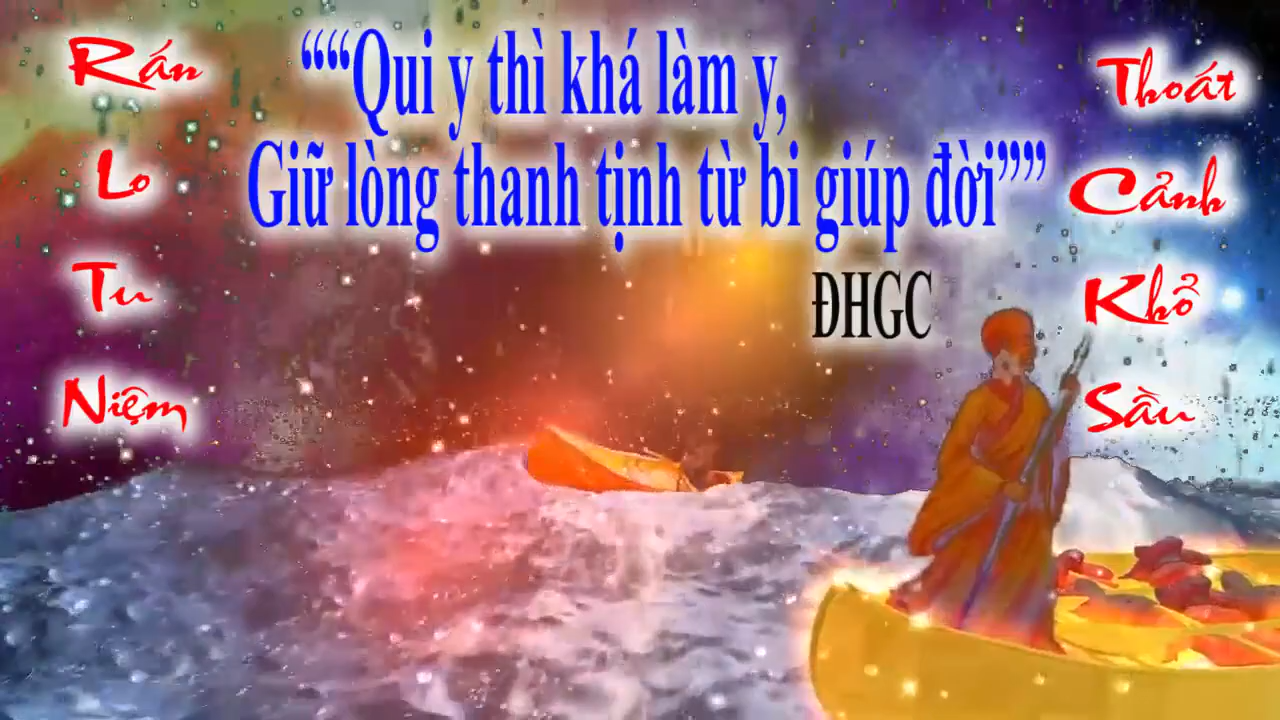 Rán
Lo
Tu
Niệm
““Qui y thì khá làm y,
Giữ lòng thanh tịnh từ bi giúp đời””
ĐHGC
Thoát
Cảnh
Khổ
Sầu